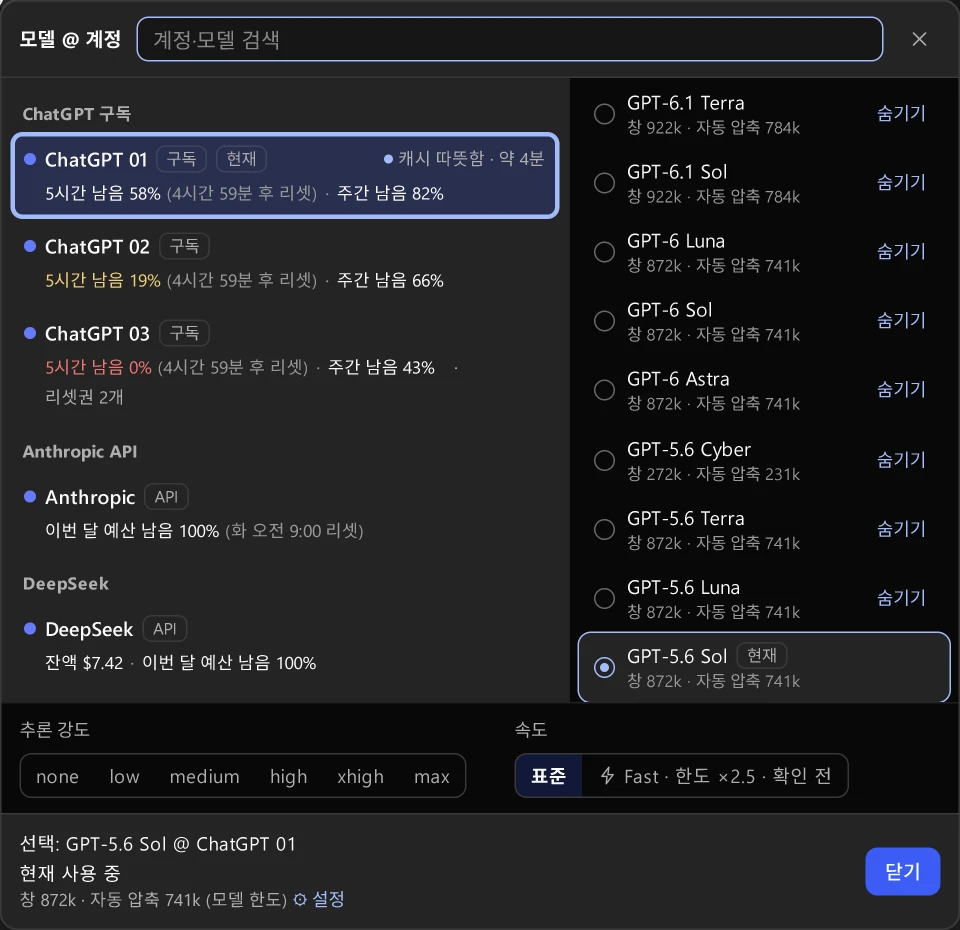 모델 @ 계정
계정·모델 검색
ChatGPT 구독
ChatGPT 01 구독 현재 캐시 따뜻함 · 약 4분
5시간 남음 58% (4시간 59분 후 리셋) · 주간 남음 82%
ChatGPT 02 구독
5시간 남음 19% (4시간 59분 후 리셋) · 주간 남음 66%
ChatGPT 03 구독
5시간 남음 0% (4시간 59분 후 리셋) · 주간 남음 43% ·
리셋권 2개
Anthropic API
Anthropic API
이번 달 예산 남음 100% (화 오전 9:00 리셋)
DeepSeek
DeepSeek API
잔액 $7.42 · 이번 달 예산 남음 100%
GPT-6.1 Terra 숨기기
창 922k · 자동 압축 784k
GPT-6.1 Sol 숨기기
창 922k · 자동 압축 784k
GPT-6 Luna 숨기기
창 872k · 자동 압축 741k
GPT-6 Sol 숨기기
창 872k · 자동 압축 741k
GPT-6 Astra 숨기기
창 872k · 자동 압축 741k
GPT-5.6 Cyber 숨기기
창 272k · 자동 압축 231k
GPT-5.6 Terra 숨기기
창 872k · 자동 압축 741k
GPT-5.6 Luna 숨기기
창 872k · 자동 압축 741k
GPT-5.6 Sol 현재
창 872k · 자동 압축 741k
추론 강도
none low medium high xhigh max
속도
표준 Fast · 한도 ×2.5 · 확인 전
선택: GPT-5.6 Sol @ ChatGPT 01
현재 사용 중
창 872k · 자동 압축 741k (모델 한도) 설정
닫기